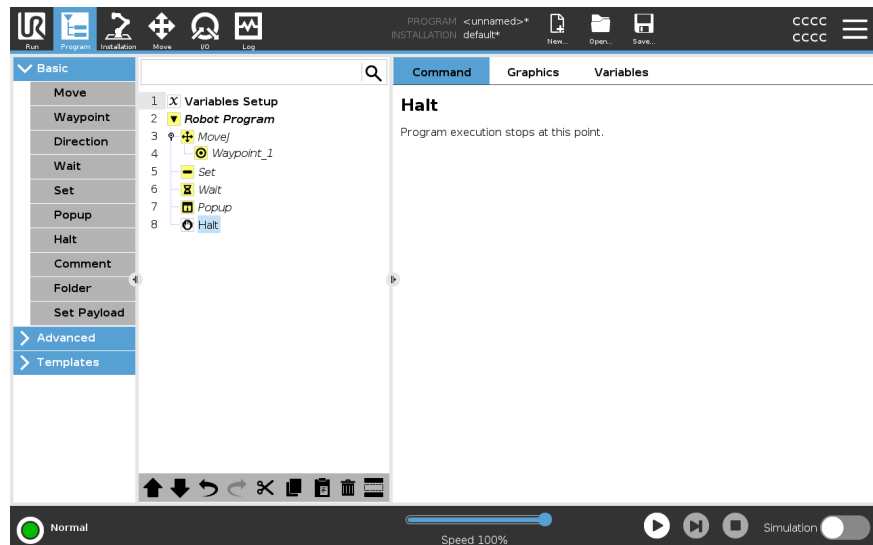 PROGRAM <unnamed>*
INSTALLATION default*
CCCC
CCCC
Run
Program
Installation
Move
I/O
Log
New...
Open...
Save...
Basic
Move
Waypoint
Direction
Wait
Set
Popup
Halt
Comment
Folder
Set Payload
Advanced
Templates
1 X Variables Setup
2 Robot Program
3 MoveJ
4 Waypoint_1
5 Set
6 Wait
7 Popup
8 Halt
Command Graphics Variables
Halt
Program execution stops at this point.
Normal
Speed 100%
Simulation